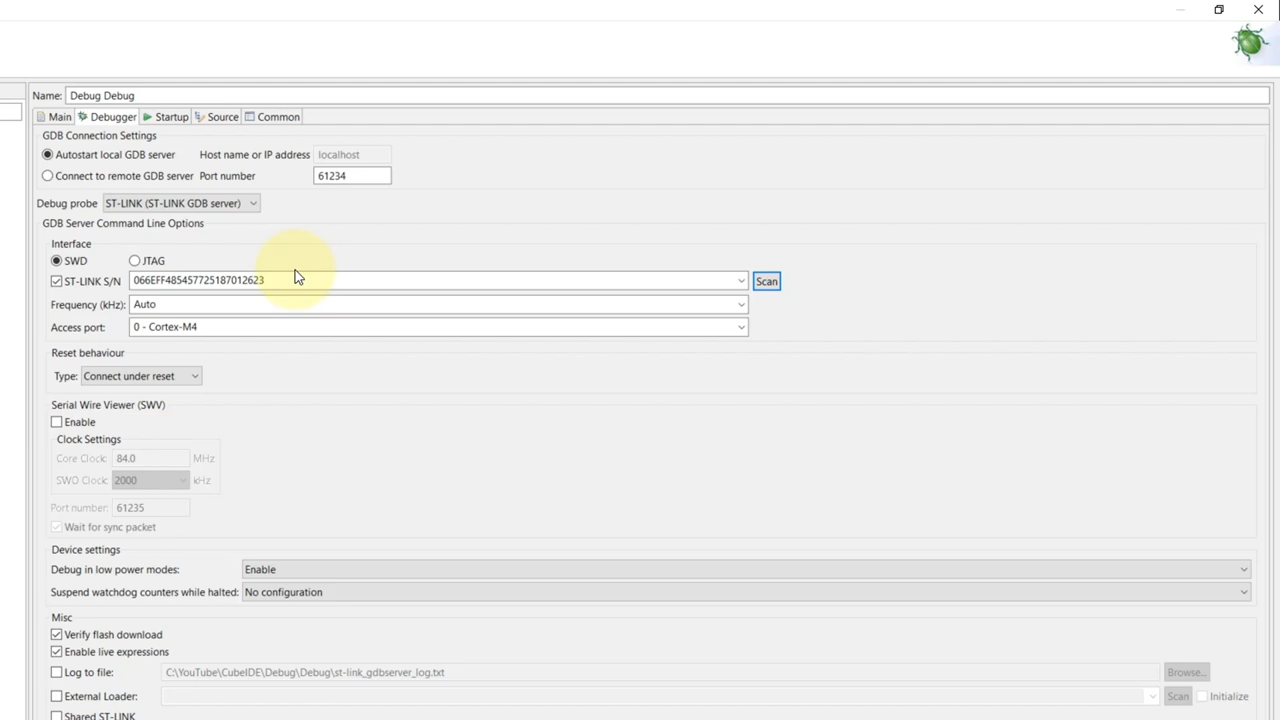 Name: Debug Debug
Main Debugger Startup Source Common
GDB Connection Settings
Autostart local GDB server Host name or IP address localhost
Connect to remote GDB server Port number 61234
Debug probe ST-LINK (ST-LINK GDB server)
GDB Server Command Line Options
Interface
SWD JTAG
ST-LINK S/N 066EFF485457725187012623 Scan
Frequency (kHz): Auto
Access port: 0 - Cortex-M4
Reset behaviour
Type: Connect under reset
Serial Wire Viewer (SWV)
Enable
Clock Settings
Core Clock: 84.0 MHz
SWO Clock: 2000 kHz
Port number: 61235
Wait for sync packet
Device settings
Debug in low power modes: Enable
Suspend watchdog counters while halted: No configuration
Misc
Verify flash download
Enable live expressions
Log to file: C:\YouTube\CubeIDE\Debug\Debug\st-link_gdbserver_log.txt Browse...
External Loader: Scan Initialize
Shared ST-LINK